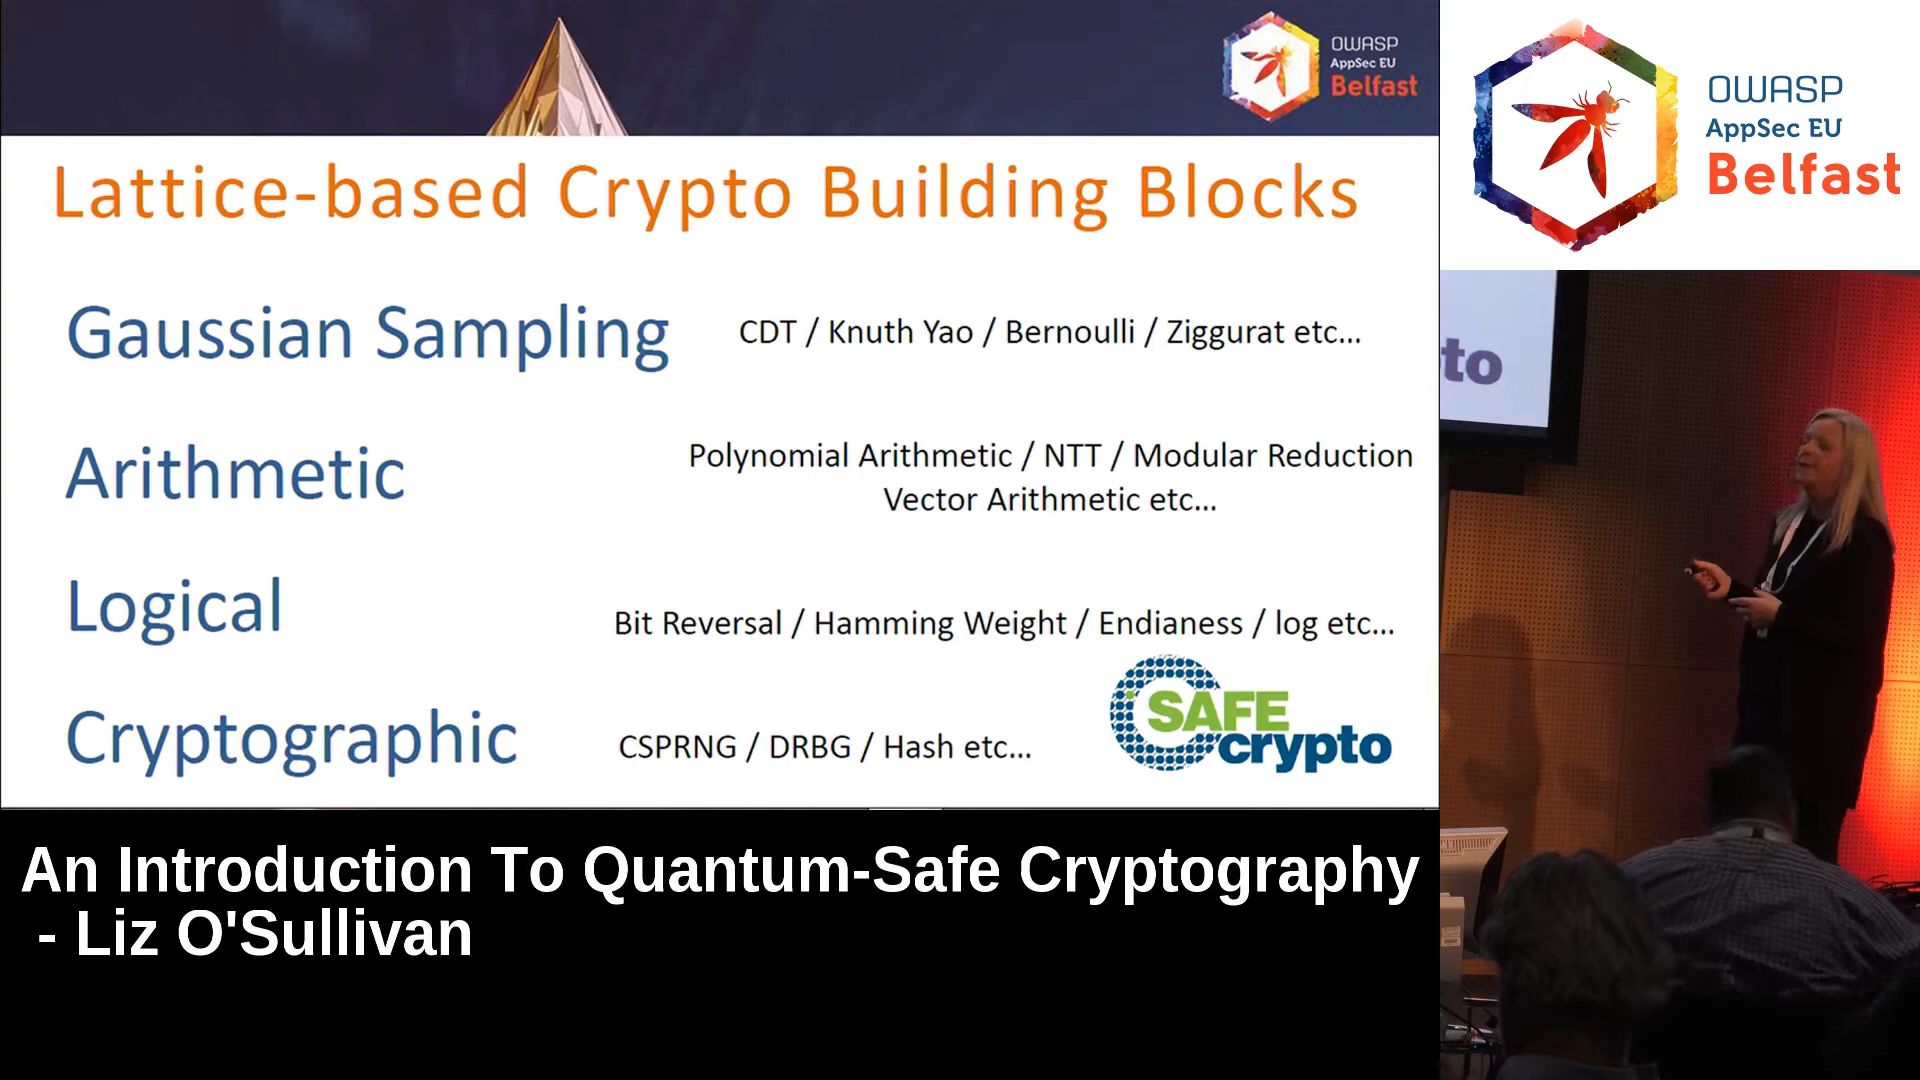 OWASP
AppSec EU
Belfast
Lattice-based Crypto Building Blocks
Gaussian Sampling
CDT / Knuth Yao / Bernoulli / Ziggurat etc...
Arithmetic
Polynomial Arithmetic / NTT / Modular Reduction
Vector Arithmetic etc...
Logical
Bit Reversal / Hamming Weight / Endianess / log etc...
Cryptographic
CSPRNG / DRBG / Hash etc...
SAFE
crypto
An Introduction To Quantum-Safe Cryptography
- Liz O'Sullivan
OWASP
AppSec EU
Belfast
to